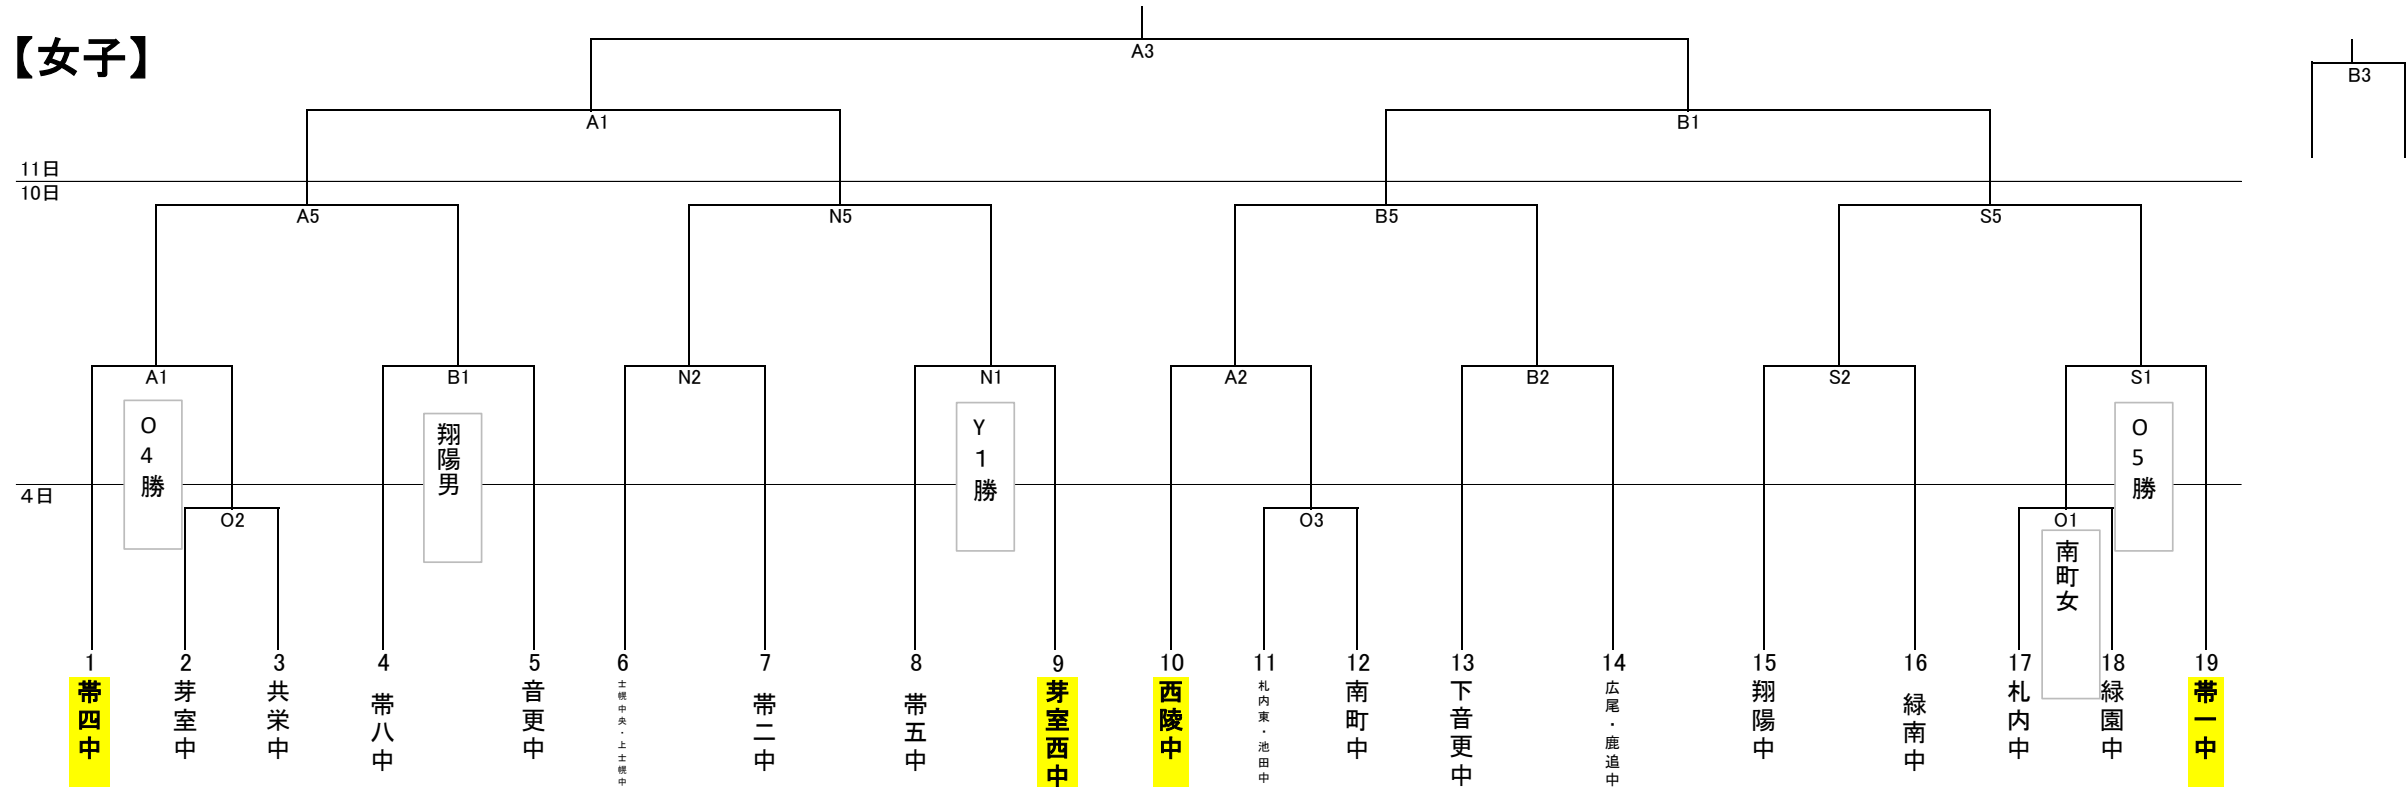 【女子】
A3
B3
A1
B1
11日
10日
A5
N5
B5
S5
A1
B1
N2
N1
A2
B2
S2
S1
O4勝
翔陽男
Y1勝
O5勝
4日
O2
O3
O1
南町女
1 帯四中
2 芽室中
3 共栄中
4 帯八中
5 音更中
6 士幌中央・上士幌中
7 帯二中
8 帯五中
9 芽室西中
10 西陵中
11 札内東・池田中
12 南町中
13 下音更中
14 広尾・鹿追中
15 翔陽中
16 緑南中
17 札内中
18 緑園中
19 帯一中